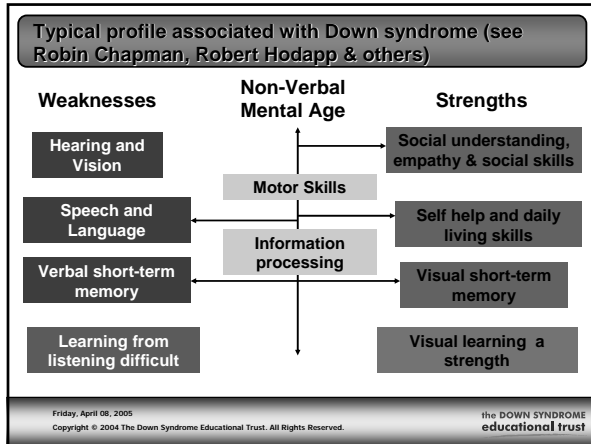 Typical profile associated with Down syndrome (see
Robin Chapman, Robert Hodapp & others)
Weaknesses
Non-Verbal
Mental Age
Strengths
Hearing and
Vision
Social understanding,
empathy & social skills
Motor Skills
Speech and
Language
Self help and daily
living skills
Information
processing
Verbal short-term
memory
Visual short-term
memory
Learning from
listening difficult
Visual learning a
strength
Friday, April 08, 2005
Copyright © 2004 The Down Syndrome Educational Trust. All Rights Reserved.
the DOWN SYNDROME
educational trust